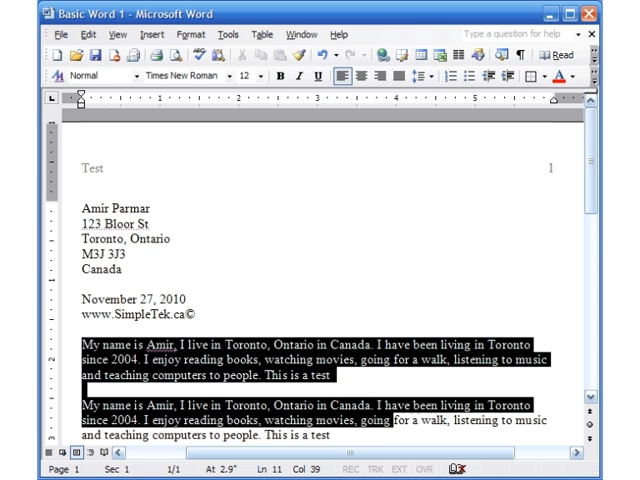 Basic Word 1 - Microsoft Word
File Edit View Insert Format Tools Table Window Help Type a question for help
Read
Normal Times New Roman 12 B I U
1 2 3 4 5
Test 1
Amir Parmar
123 Bloor St
Toronto, Ontario
M3J 3J3
Canada
November 27, 2010
www.SimpleTek.ca©
My name is Amir, I live in Toronto, Ontario in Canada. I have been living in Toronto
since 2004. I enjoy reading books, watching movies, going for a walk, listening to music
and teaching computers to people. This is a test
My name is Amir, I live in Toronto, Ontario in Canada. I have been living in Toronto
since 2004. I enjoy reading books, watching movies, going for a walk, listening to music
and teaching computers to people. This is a test
Page 1 Sec 1 1/1 At 2.9" Ln 11 Col 39 REC TRK EXT OVR